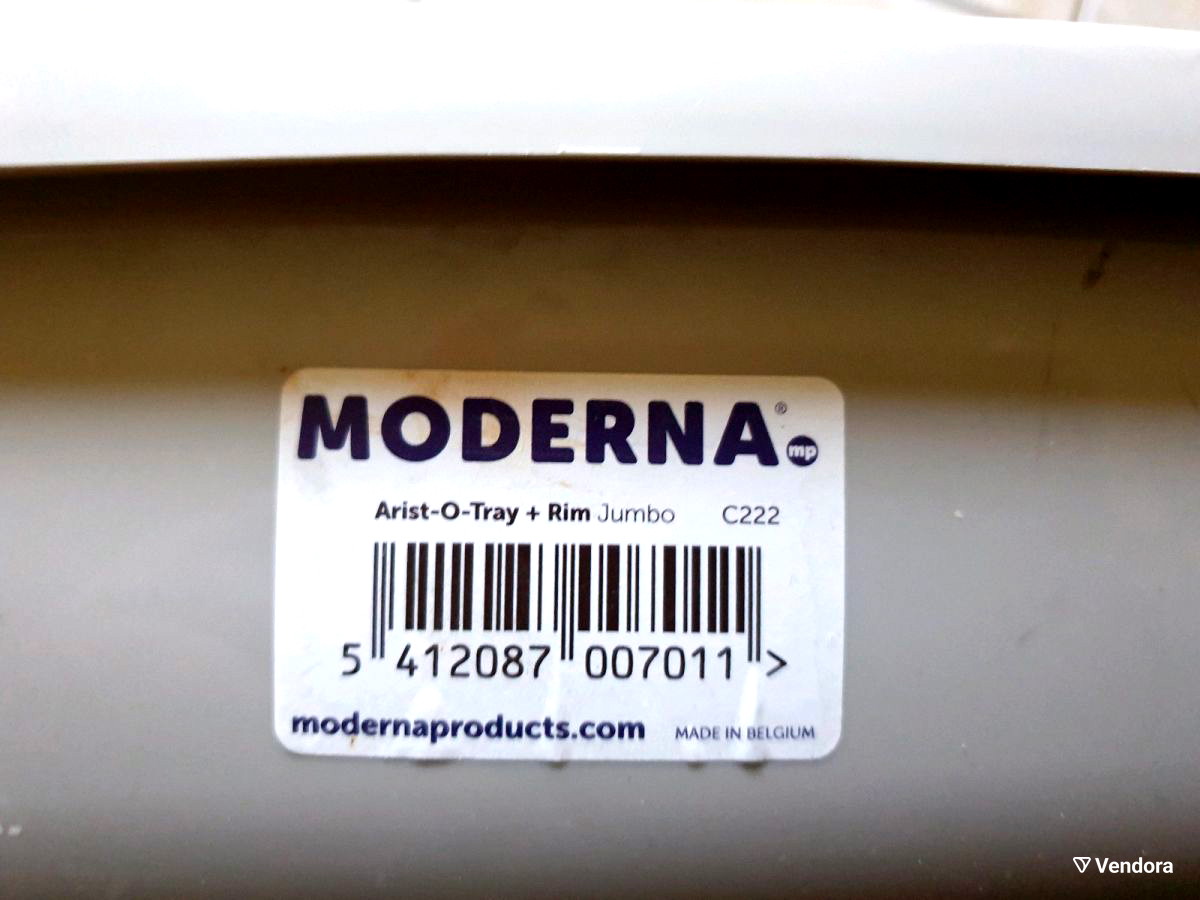 MODERNA®
mp
Arist-O-Tray + Rim Jumbo C222
5 412087 007011 >
modernaproducts.com MADE IN BELGIUM
Vendora